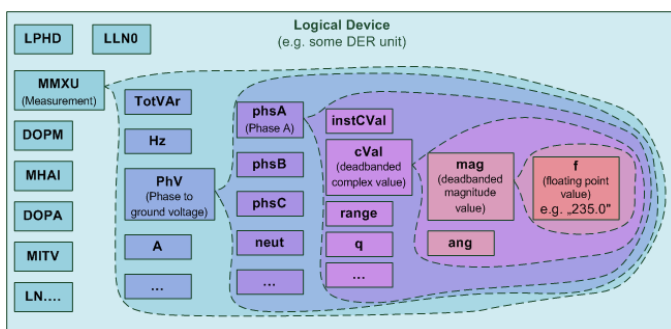 Logical Device
(e.g. some DER unit)
LPHD
LLN0
MMXU
(Measurement)
DOPM
MHAI
DOPA
MITV
LN....
TotVAr
Hz
PhV
(Phase to
ground voltage)
A
...
phsA
(Phase A)
phsB
phsC
neut
...
instCVal
cVal
(deadbanded
complex value)
range
q
...
mag
(deadbanded
magnitude
value)
ang
f
(floating point
value)
e.g. „235.0”